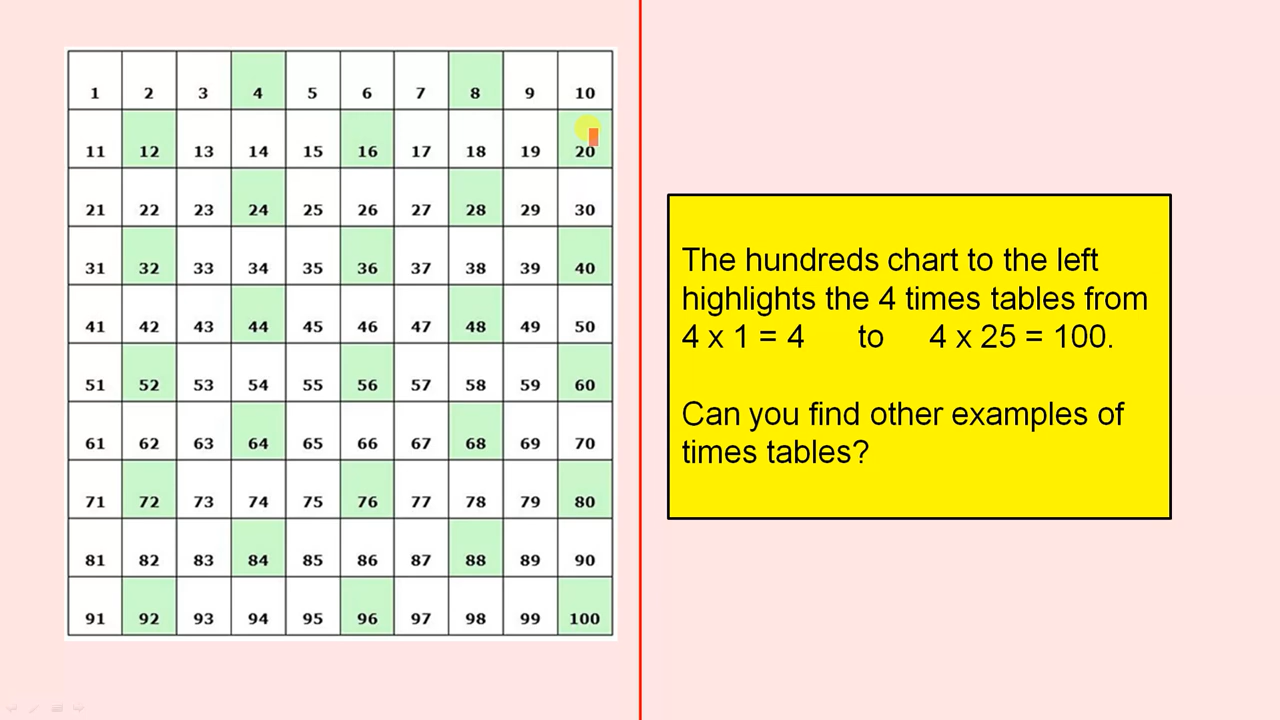 1 2 3 4 5 6 7 8 9 10
11 12 13 14 15 16 17 18 19 20
21 22 23 24 25 26 27 28 29 30
31 32 33 34 35 36 37 38 39 40
41 42 43 44 45 46 47 48 49 50
51 52 53 54 55 56 57 58 59 60
61 62 63 64 65 66 67 68 69 70
71 72 73 74 75 76 77 78 79 80
81 82 83 84 85 86 87 88 89 90
91 92 93 94 95 96 97 98 99 100
The hundreds chart to the left
highlights the 4 times tables from
4 x 1 = 4 to 4 x 25 = 100.
Can you find other examples of
times tables?